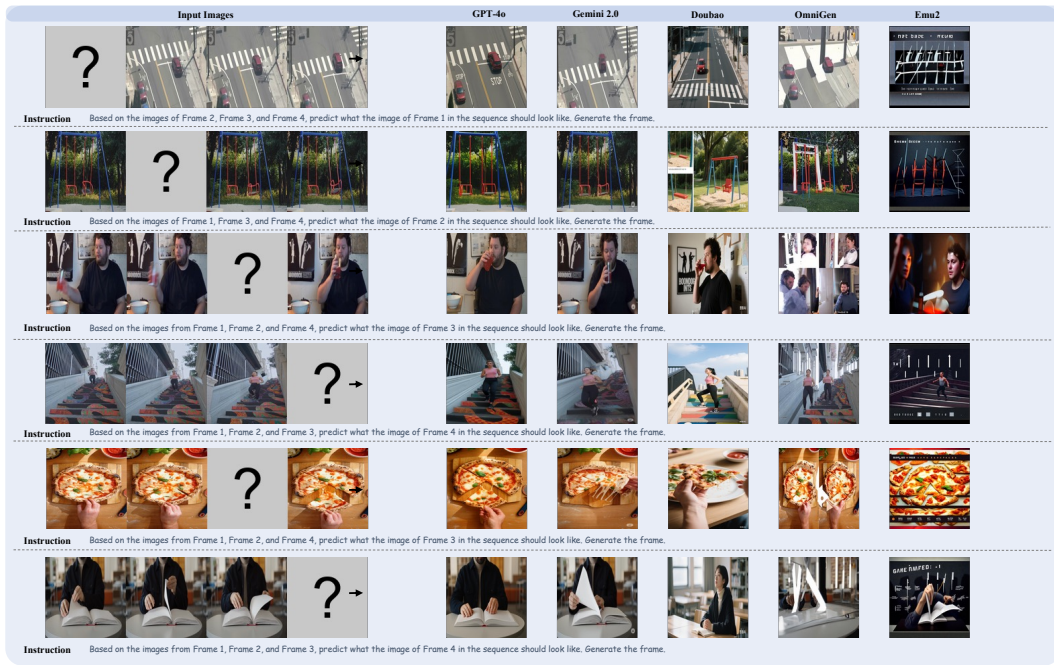 Input Images GPT-4o Gemini 2.0 Doubao OmniGen Emu2
?
STOP
Instruction Based on the images of Frame 2, Frame 3, and Frame 4, predict what the image of Frame 1 in the sequence should look like. Generate the frame.
?
Instruction Based on the images of Frame 1, Frame 3, and Frame 4, predict what the image of Frame 2 in the sequence should look like. Generate the frame.
?
Instruction Based on the images from Frame 1, Frame 2, and Frame 4, predict what the image of Frame 3 in the sequence should look like. Generate the frame.
?
Instruction Based on the images from Frame 1, Frame 2, and Frame 3, predict what the image of Frame 4 in the sequence should look like. Generate the frame.
?
Instruction Based on the images from Frame 1, Frame 2, and Frame 4, predict what the image of Frame 3 in the sequence should look like. Generate the frame.
?
Instruction Based on the images from Frame 1, Frame 2, and Frame 3, predict what the image of Frame 4 in the sequence should look like. Generate the frame.